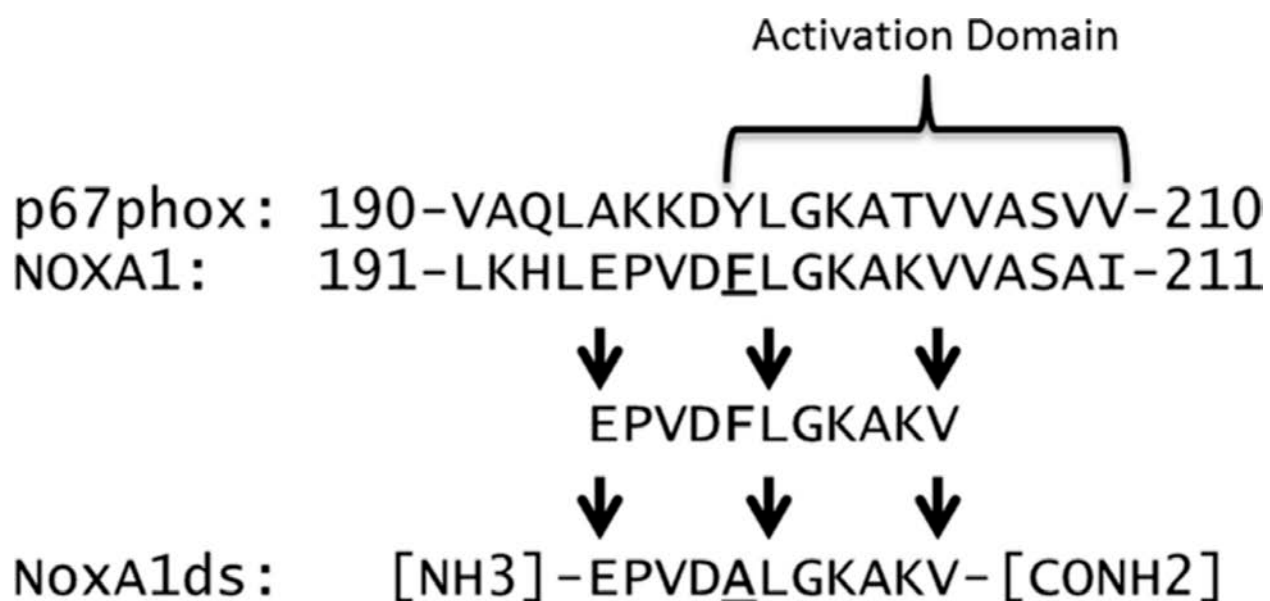 Activation Domain
p67phox: 190-VAQLAKKDYLGKATVVASVV-210
NOXA1: 191-LKHLEPVDFLGKAKVVASAI-211
EPVDFLGKAKV
NoxA1ds: [NH3]-EPVDALGKAKV-[CONH2]